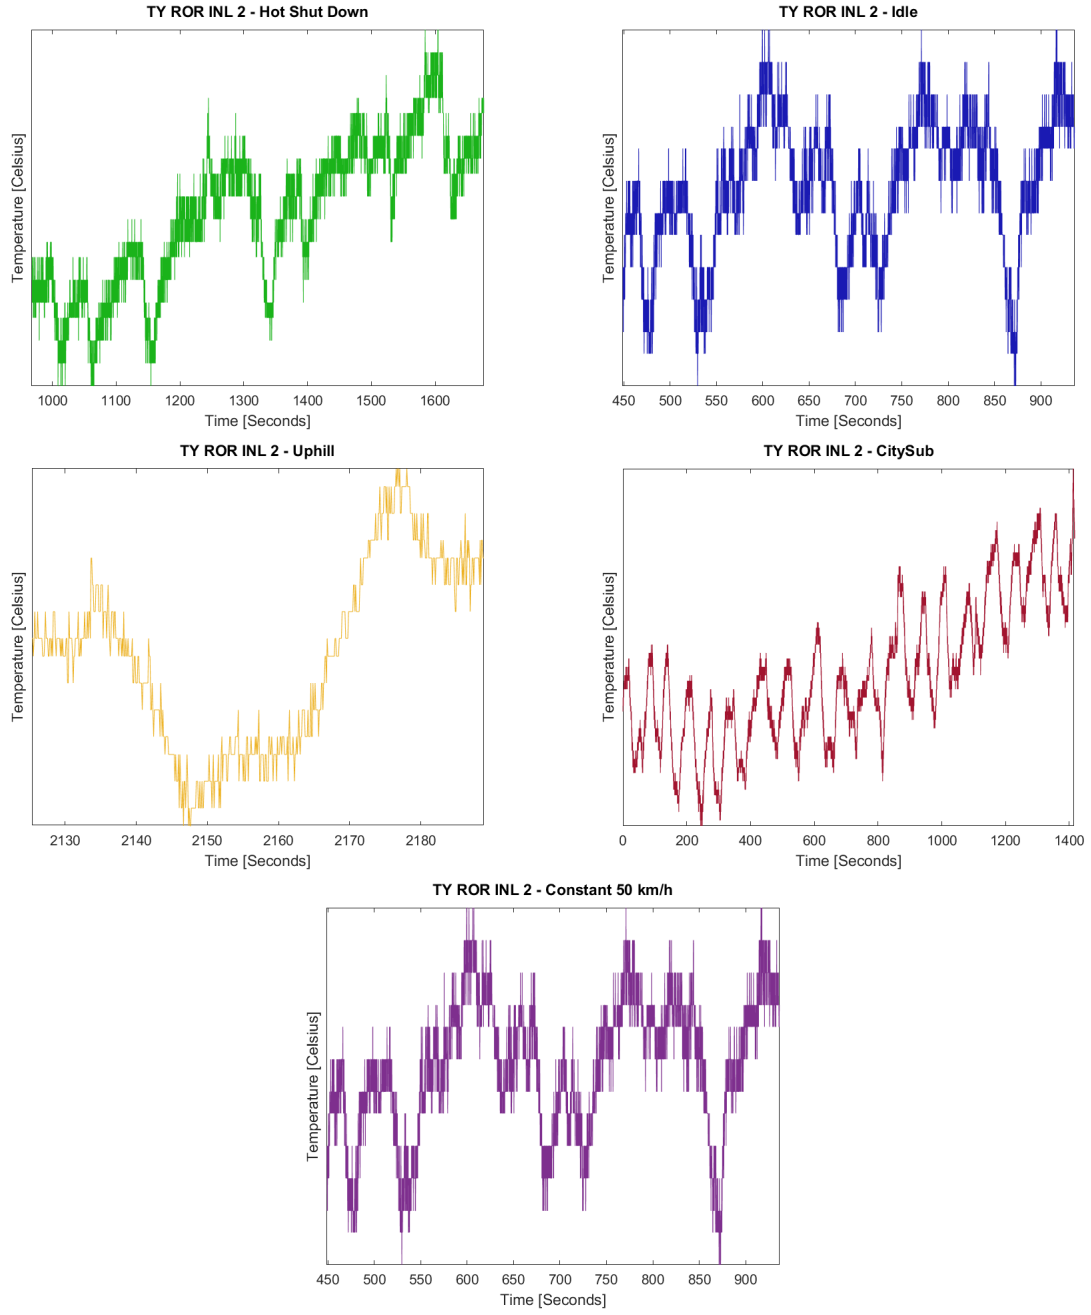 TY ROR INL 2 - Hot Shut Down
Temperature [Celsius]
1000 1100 1200 1300 1400 1500 1600
Time [Seconds]
TY ROR INL 2 - Idle
Temperature [Celsius]
450 500 550 600 650 700 750 800 850 900
Time [Seconds]
TY ROR INL 2 - Uphill
Temperature [Celsius]
2130 2140 2150 2160 2170 2180
Time [Seconds]
TY ROR INL 2 - CitySub
Temperature [Celsius]
0 200 400 600 800 1000 1200 1400
Time [Seconds]
TY ROR INL 2 - Constant 50 km/h
Temperature [Celsius]
450 500 550 600 650 700 750 800 850 900
Time [Seconds]